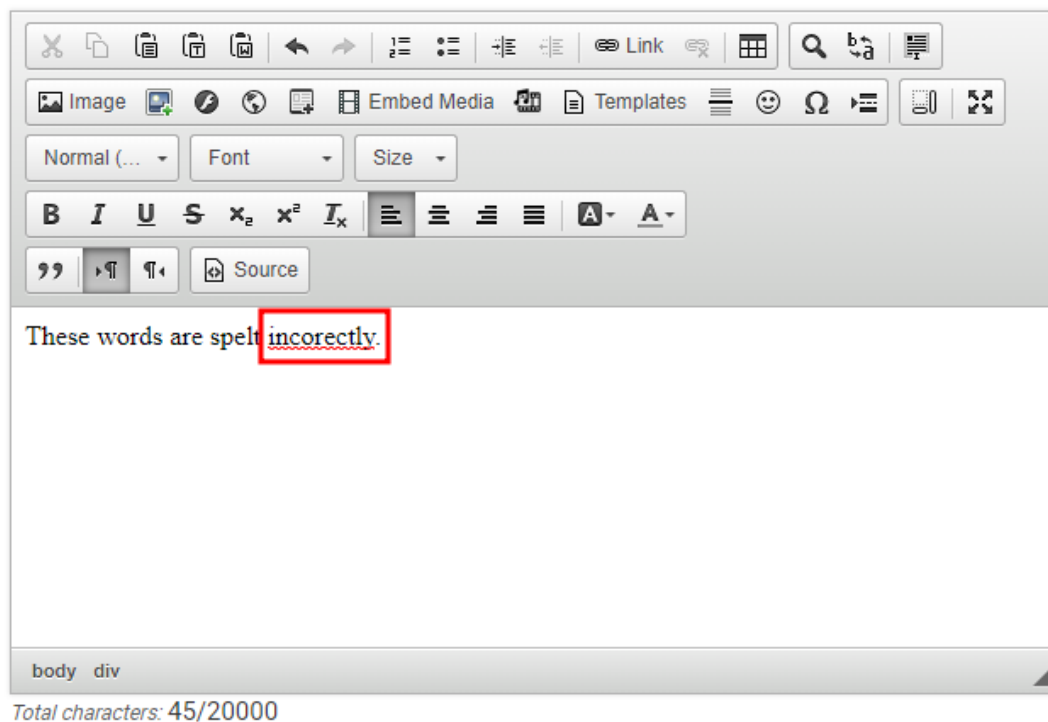 Link
Image Embed Media Templates
Normal (... Font Size
Source
These words are spelt incorectly.
body div
Total characters: 45/20000